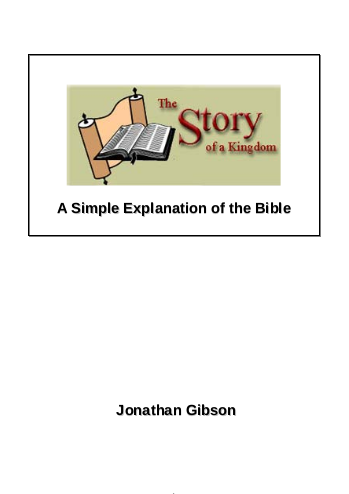 The
Story
of a Kingdom
A Simple Explanation of the Bible
Jonathan Gibson